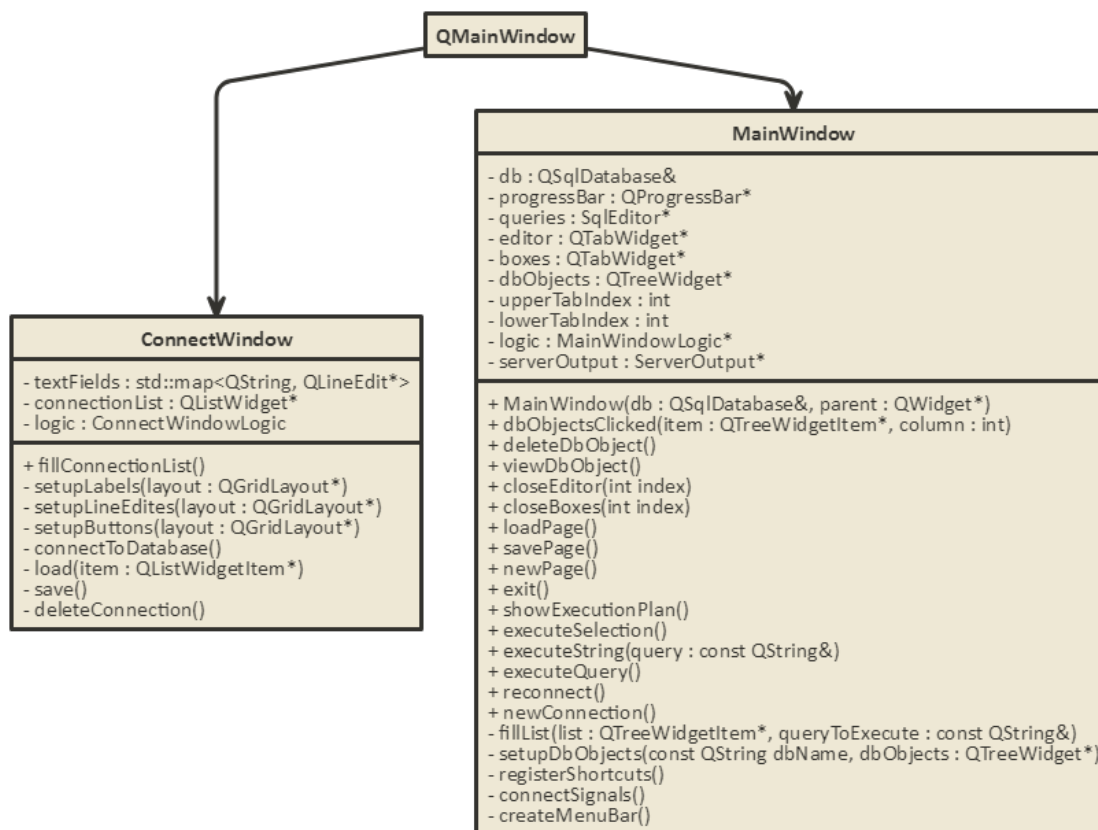 QMainWindow
MainWindow
- db : QSqlDatabase&
- progressBar : QProgressBar*
- queries : SqlEditor*
- editor : QTabWidget*
- boxes : QTabWidget*
- dbObjects : QTreeWidget*
- upperTabIndex : int
- lowerTabIndex : int
- logic : MainWindowLogic*
- serverOutput : ServerOutput*
+ MainWindow(db : QSqlDatabase&, parent : QWidget*)
+ dbObjectsClicked(item : QTreeWidgetItem*, column : int)
+ deleteDbObject()
+ viewDbObject()
+ closeEditor(int index)
+ closeBoxes(int index)
+ loadPage()
+ savePage()
+ newPage()
+ exit()
+ showExecutionPlan()
+ executeSelection()
+ executeString(query : const QString&)
+ executeQuery()
+ reconnect()
+ newConnection()
- fillList(list : QTreeWidgetItem*, queryToExecute : const QString&)
- setupDbObjects(const QString dbName, dbObjects : QTreeWidget*)
- registerShortcuts()
- connectSignals()
- createMenuBar()
ConnectWindow
- textFields : std::map<QString, QLineEdit*>
- connectionList : QListWidget*
- logic : ConnectWindowLogic
+ fillConnectionList()
- setupLabels(layout : QGridLayout*)
- setupLineEdites(layout : QGridLayout*)
- setupButtons(layout : QGridLayout*)
- connectToDatabase()
- load(item : QListWidgetItem*)
- save()
- deleteConnection()